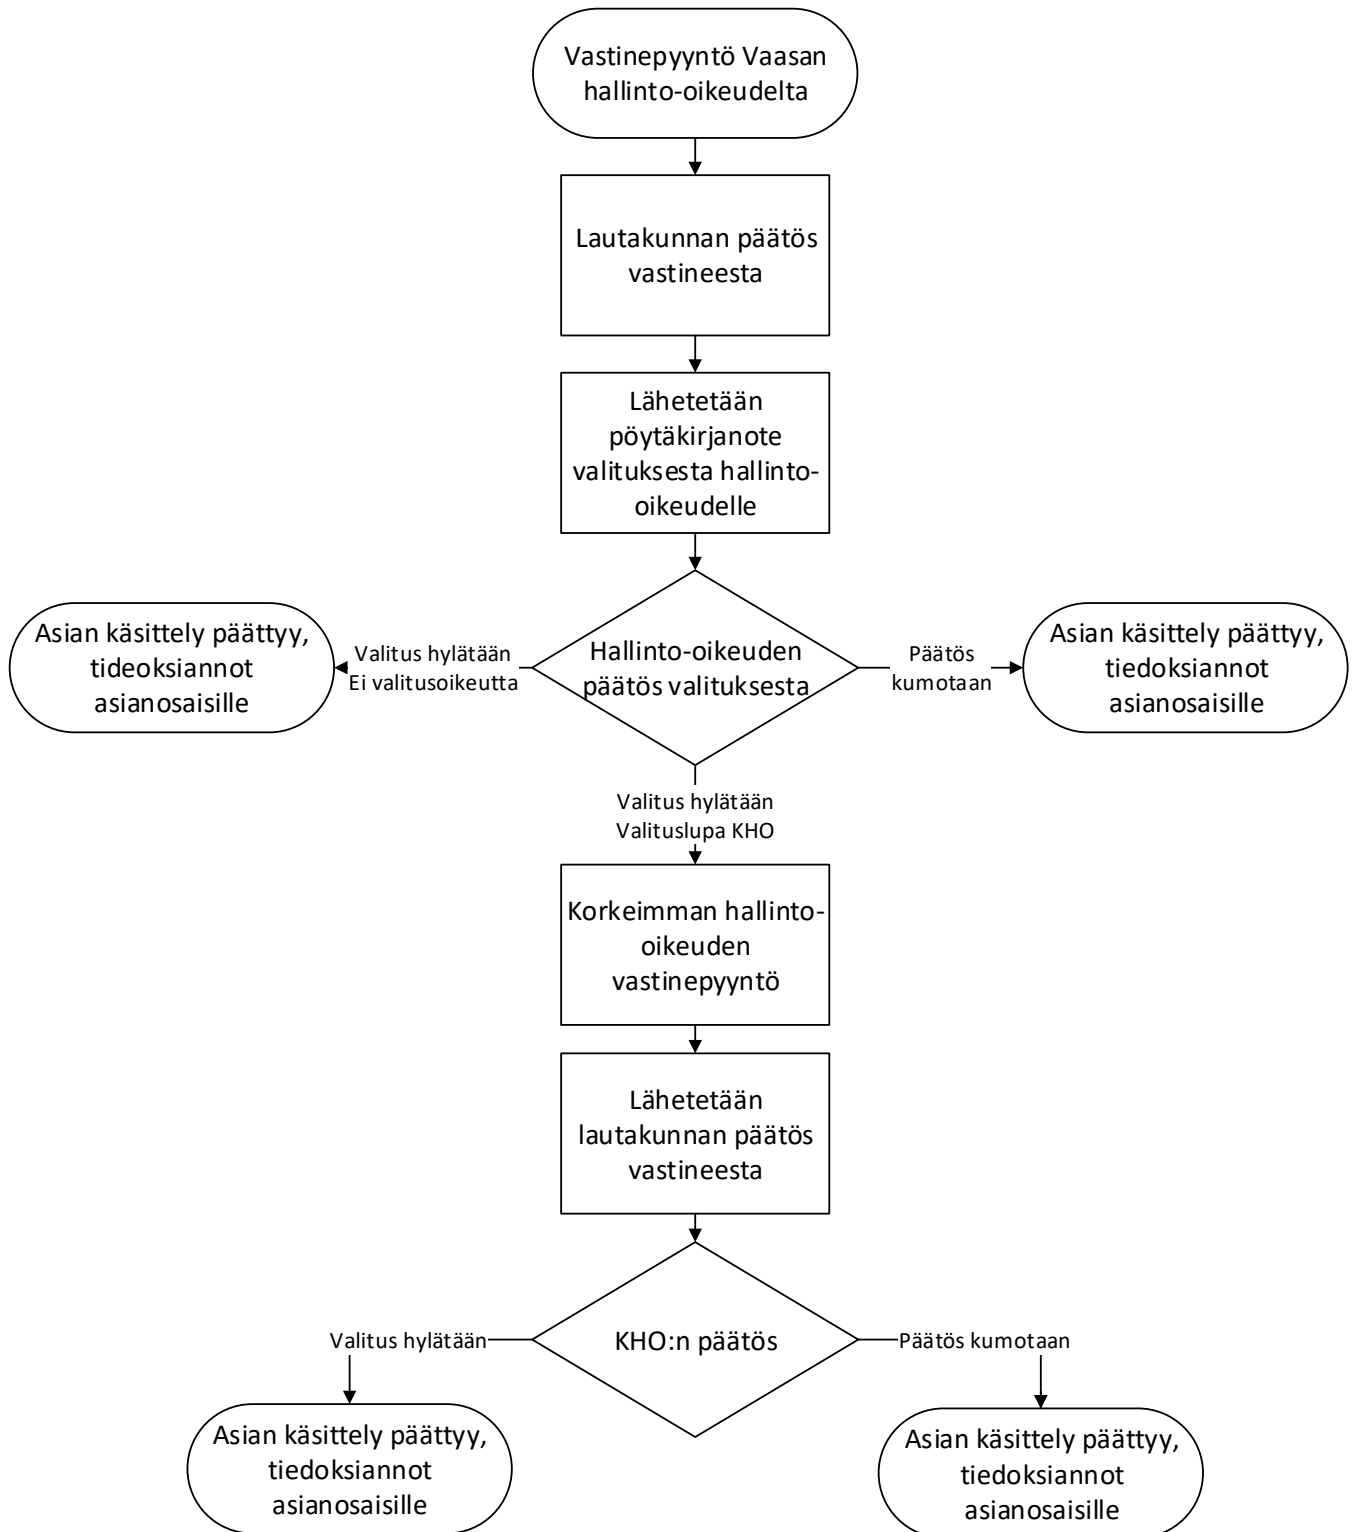 Vastinepyyntö Vaasan
hallinto-oikeudelta
Lautakunnan päätös
vastineesta
Lähetetään
pöytäkirjanote
valituksesta hallinto-
oikeudelle
Asian käsittely päättyy,
tideoksiannot
asianosaisille
Valitus hylätään
Ei valitusoikeutta
Hallinto-oikeuden
päätös valituksesta
Päätös
kumotaan
Asian käsittely päättyy,
tiedoksiannot
asianosaisille
Valitus hylätään
Valituslupa KHO
Korkeimman hallinto-
oikeuden
vastinepyyntö
Lähetetään
lautakunnan päätös
vastineesta
Valitus hylätään
KHO:n päätös
Päätös kumotaan
Asian käsittely päättyy,
tiedoksiannot
asianosaisille
Asian käsittely päättyy,
tiedoksiannot
asianosaisille